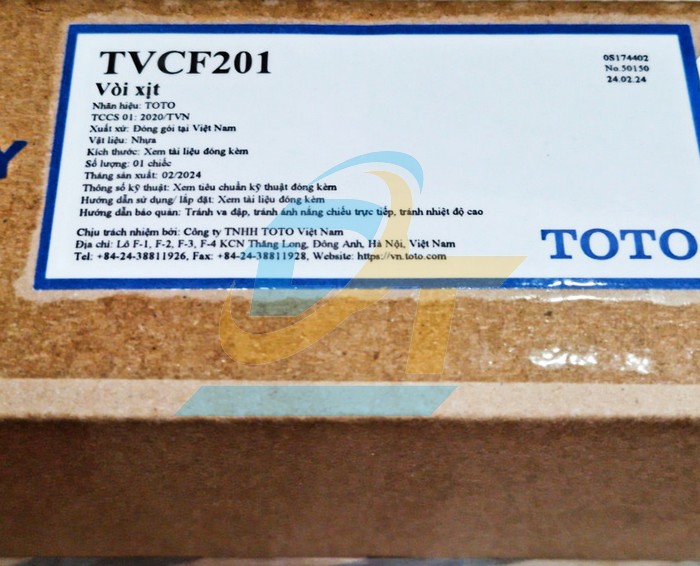 TVCF201
Vòi xịt
Nhãn hiệu: TOTO
TCCS 01: 2020/TVN
Xuất xứ: Đóng gói tại Việt Nam
Vật liệu: Nhựa
Kích thước: Xem tài liệu đóng kèm
Số lượng: 01 chiếc
Tháng sản xuất: 02/2024
Thông số kỹ thuật: Xem tiêu chuẩn kỹ thuật đóng kèm
Hướng dẫn sử dụng/ lắp đặt: Xem tài liệu đóng kèm
Hướng dẫn bảo quản: Tránh va đập, tránh ánh nắng chiếu trực tiếp, tránh nhiệt độ cao
Chịu trách nhiệm bởi: Công ty TNHH TOTO Việt Nam
Địa chỉ: Lô F-1, F-2, F-3, F-4 KCN Thăng Long, Đông Anh, Hà Nội, Việt Nam
Tel: +84-24-38811926, Fax: +84-24-38811928, Website: https://vn.toto.com
0S174402
No.50150
24.02.24
TOTO
Y
DT